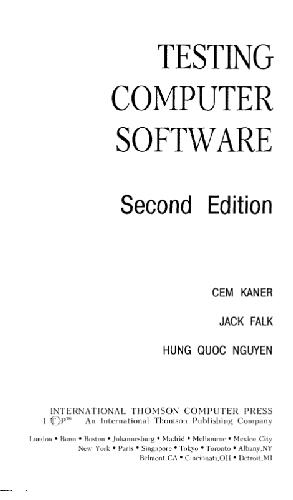 TESTING
COMPUTER
SOFTWARE
Second Edition
CEM KANER
JACK FALK
HUNG QUOC NGUYEN
INTERNATIONAL THOMSON COMPUTER PRESS
I T P™ An International Thomson Publishing Company
London • Bonn • Boston • Johannesburg • Madrid • Melbourne • Mexico City
New York • Paris • Singapore • Tokyo • Toronto • Albany, NY
Belmont, CA • Cincinnati, OH • Detroit, MI